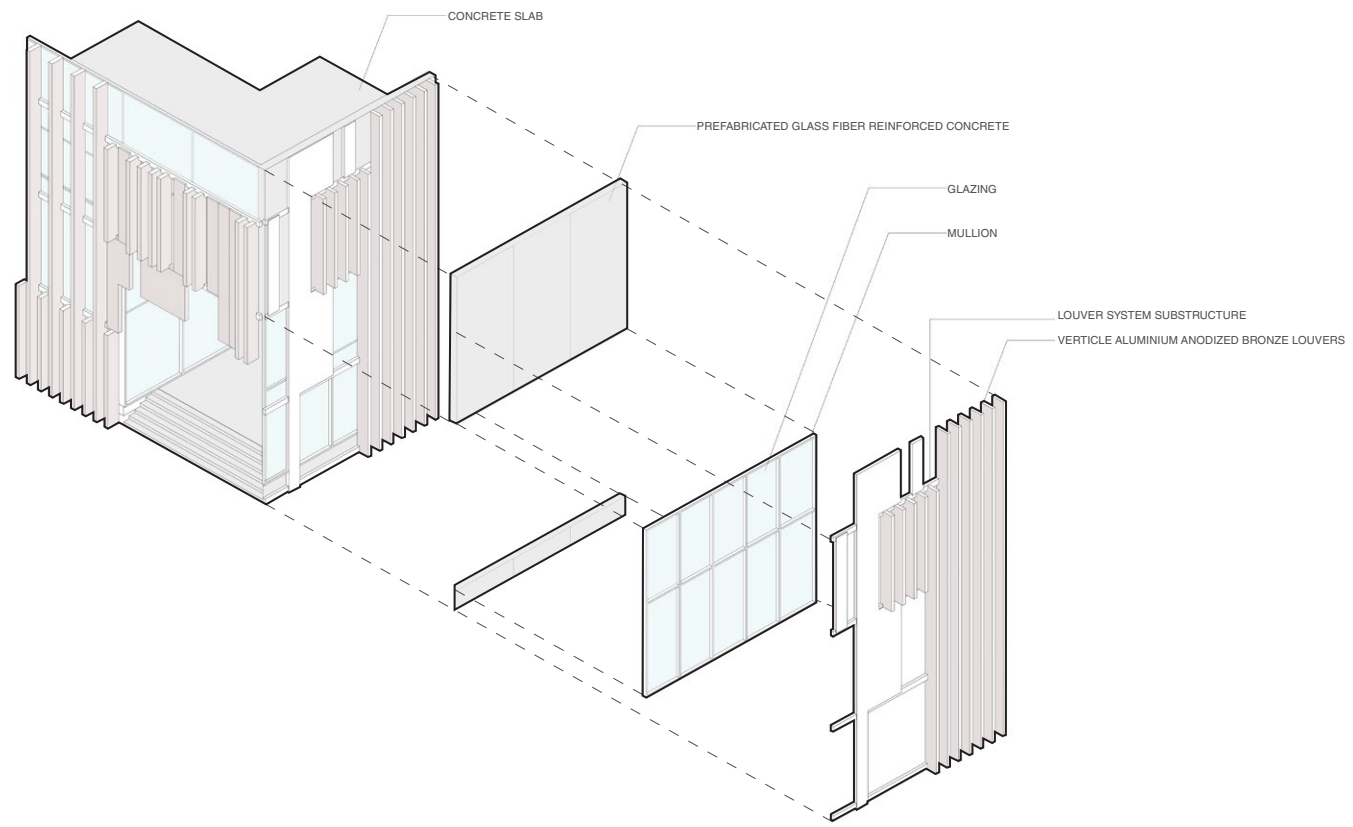 CONCRETE SLAB
PREFABRICATED GLASS FIBER REINFORCED CONCRETE
GLAZING
MULLION
LOUVER SYSTEM SUBSTRUCTURE
VERTICLE ALUMINIUM ANODIZED BRONZE LOUVERS